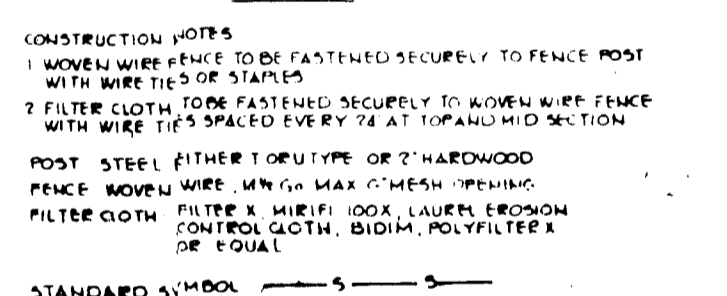 CONSTRUCTION NOTES
1 WOVEN WIRE FENCE TO BE FASTENED SECURELY TO FENCE POST
WITH WIRE TIES OR STAPLES
2 FILTER CLOTH TO BE FASTENED SECURELY TO WOVEN WIRE FENCE
WITH WIRE TIES SPACED EVERY 24" AT TOP AND MID SECTION
POST STEEL EITHER T OR U TYPE OR 2" HARDWOOD
FENCE WOVEN WIRE, MAX 6" MESH OPENING
FILTER CLOTH FILTER X, MIRIFI 100X, LAUREL EROSION
CONTROL CLOTH, BIDIM, POLYFILTER X
OR EQUAL
STANDARD SYMBOL S S